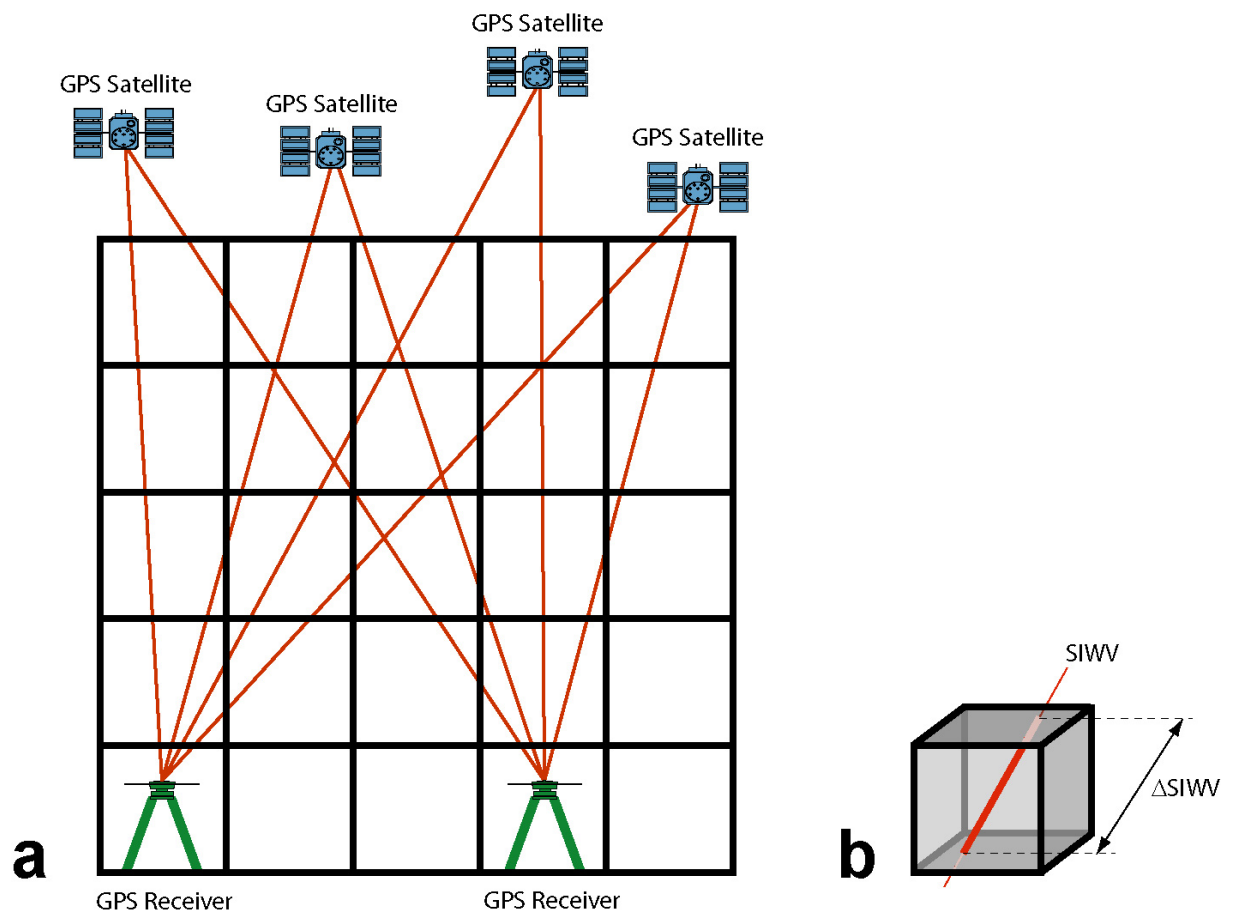 GPS Satellite
GPS Satellite
GPS Satellite
GPS Satellite
SIWV
ΔSIWV
a
b
GPS Receiver
GPS Receiver